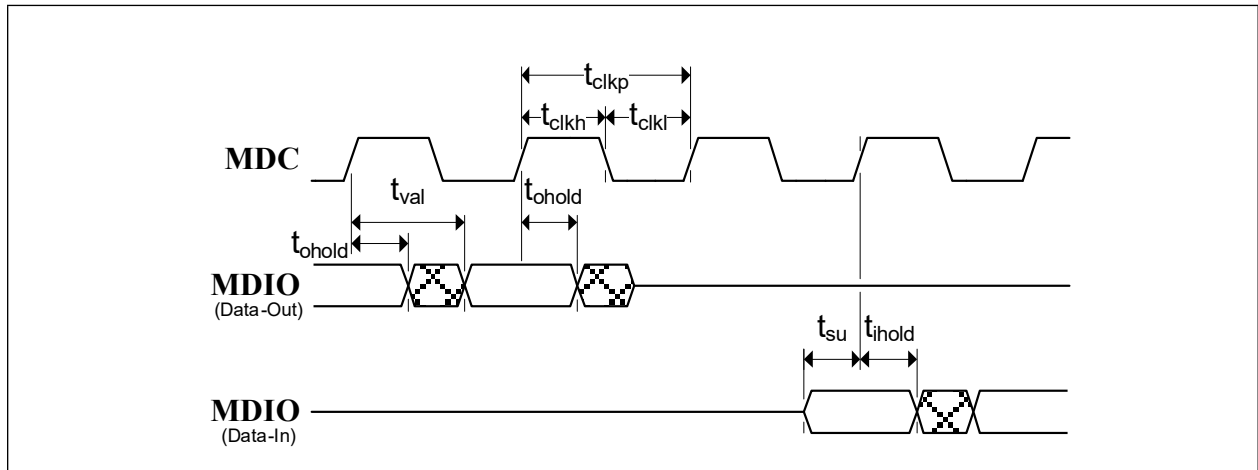 tclkp
tclkh tclkl
MDC
tval tohold
tohold
MDIO
(Data-Out)
tsu tihold
MDIO
(Data-In)